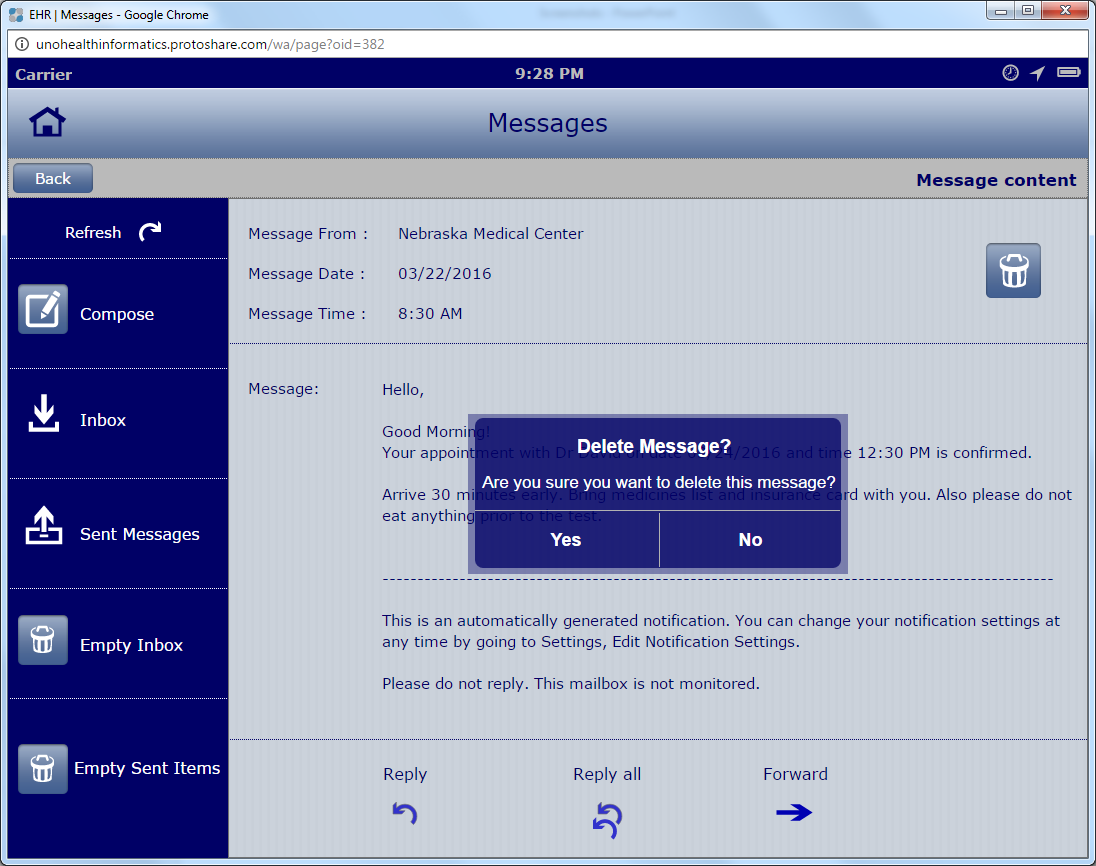 EHR | Messages - Google Chrome
unohealthinformatics.protoshare.com/wa/page?oid=382
Carrier 9:28 PM
Messages
Back Message content
Refresh
Compose
Inbox
Sent Messages
Empty Inbox
Empty Sent Items
Message From : Nebraska Medical Center
Message Date : 03/22/2016
Message Time : 8:30 AM
Message: Hello,
Good Morning!
Your appointment with Dr David on date /24/2016 and time 12:30 PM is confirmed.
Arrive 30 minutes early. Bring medicines list and insurance card with you. Also please do not
eat anything prior to the test.
Delete Message?
Are you sure you want to delete this message?
Yes No
--------------------------------------------------------------------------------------------
This is an automatically generated notification. You can change your notification settings at
any time by going to Settings, Edit Notification Settings.
Please do not reply. This mailbox is not monitored.
Reply Reply all Forward